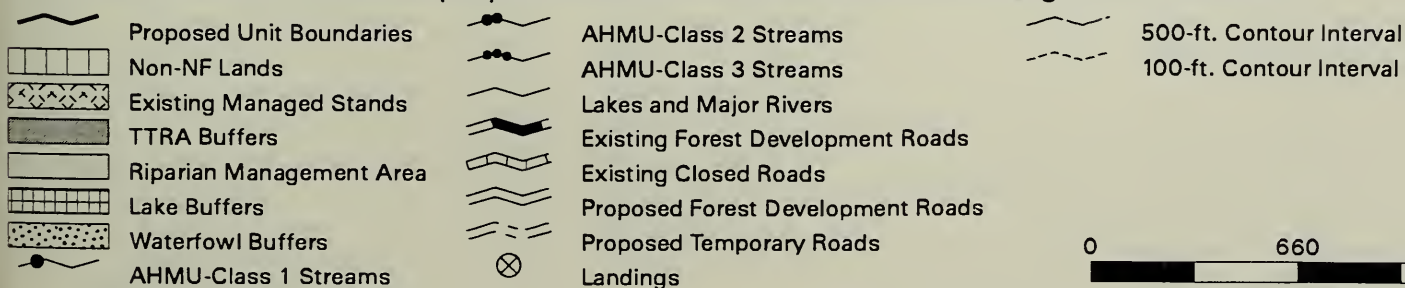 Proposed Unit Boundaries
Non-NF Lands
Existing Managed Stands
TTRA Buffers
Riparian Management Area
Lake Buffers
Waterfowl Buffers
AHMU-Class 1 Streams
AHMU-Class 2 Streams
AHMU-Class 3 Streams
Lakes and Major Rivers
Existing Forest Development Roads
Existing Closed Roads
Proposed Forest Development Roads
Proposed Temporary Roads
Landings
500-ft. Contour Interval
100-ft. Contour Interval
0 660